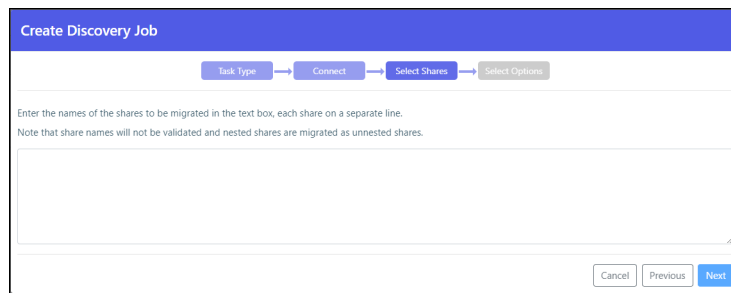 Create Discovery Job
Task Type Connect Select Shares Select Options
Enter the names of the shares to be migrated in the text box, each share on a separate line.
Note that share names will not be validated and nested shares are migrated as unnested shares.
Cancel Previous Next